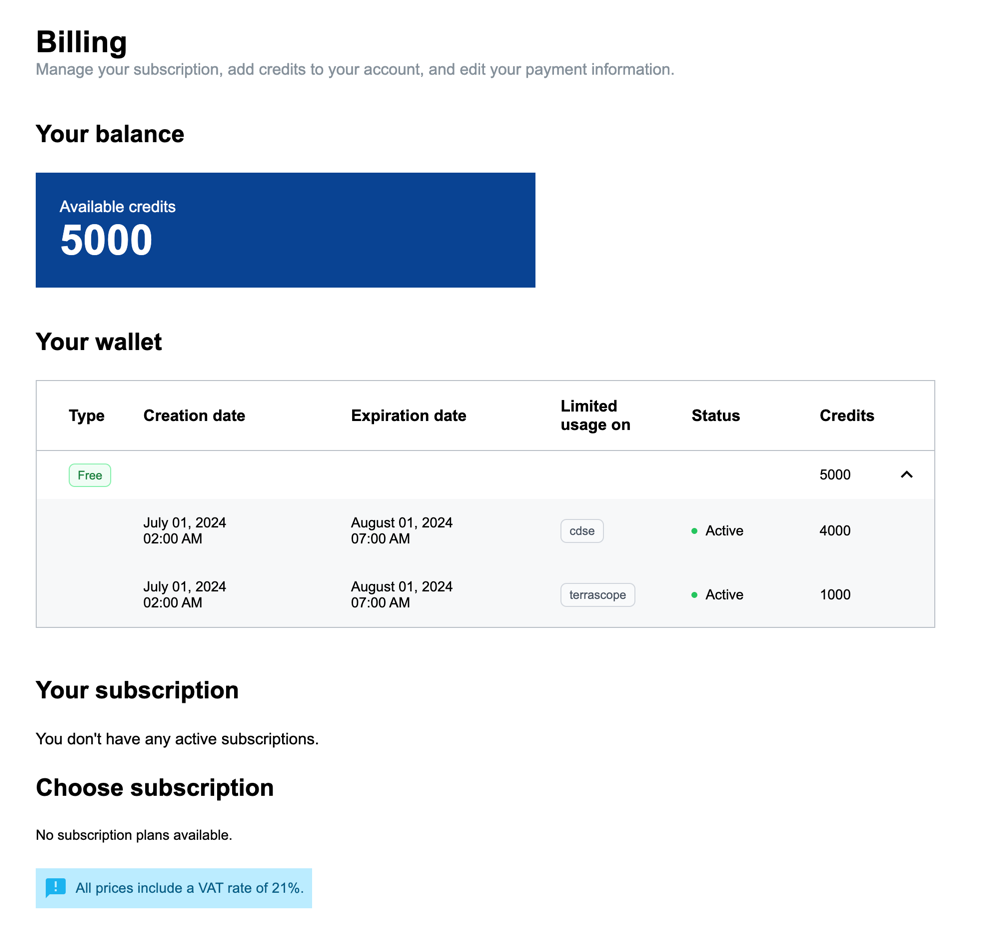 Billing
Manage your subscription, add credits to your account, and edit your payment information.
Your balance
Available credits
5000
Your wallet
Type Creation date Expiration date Limited usage on Status Credits
Free 5000
July 01, 2024 02:00 AM August 01, 2024 07:00 AM cdse Active 4000
July 01, 2024 02:00 AM August 01, 2024 07:00 AM terrascope Active 1000
Your subscription
You don't have any active subscriptions.
Choose subscription
No subscription plans available.
All prices include a VAT rate of 21%.